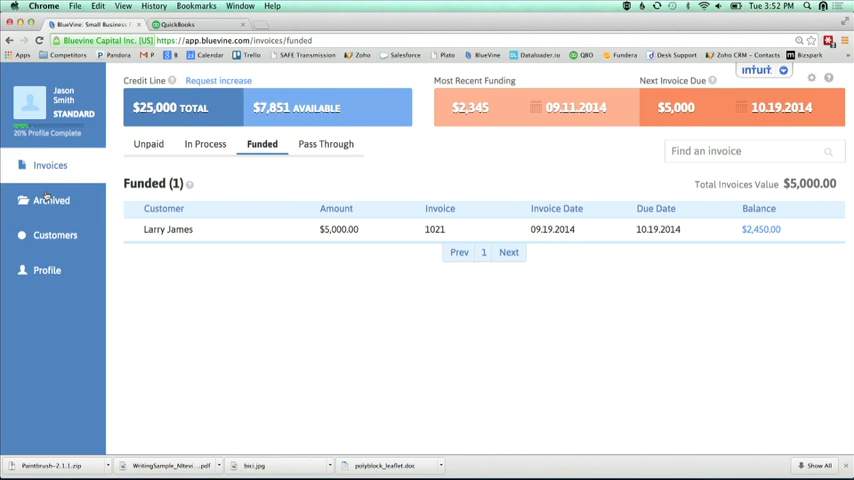 Chrome File Edit View History Bookmarks Window Help Tue 3:52 PM
BlueVine: Small Business QuickBooks
Bluevine Capital Inc. [US] https://app.bluevine.com/invoices/funded
Apps Competitors Pandora P B Calendar Trello SAFE Transmission Zoho Salesforce Plato BlueVine Dataloader.io QBO Fundera Desk Support Zoho CRM – Contacts Bizspark
intuit
Jason
Smith
STANDARD
20% Profile Complete
Invoices
Archived
Customers
Profile
Credit Line Request increase
$25,000 TOTAL $7,851 AVAILABLE
Most Recent Funding Next Invoice Due
$2,345 09.11.2014 $5,000 10.19.2014
Unpaid In Process Funded Pass Through Find an invoice
Funded (1) Total Invoices Value $5,000.00
Customer Amount Invoice Invoice Date Due Date Balance
Larry James $5,000.00 1021 09.19.2014 10.19.2014 $2,450.00
Prev 1 Next
Paintbrush-2.1.1.zip bici.jpg polyblock_leaflet.doc Show All